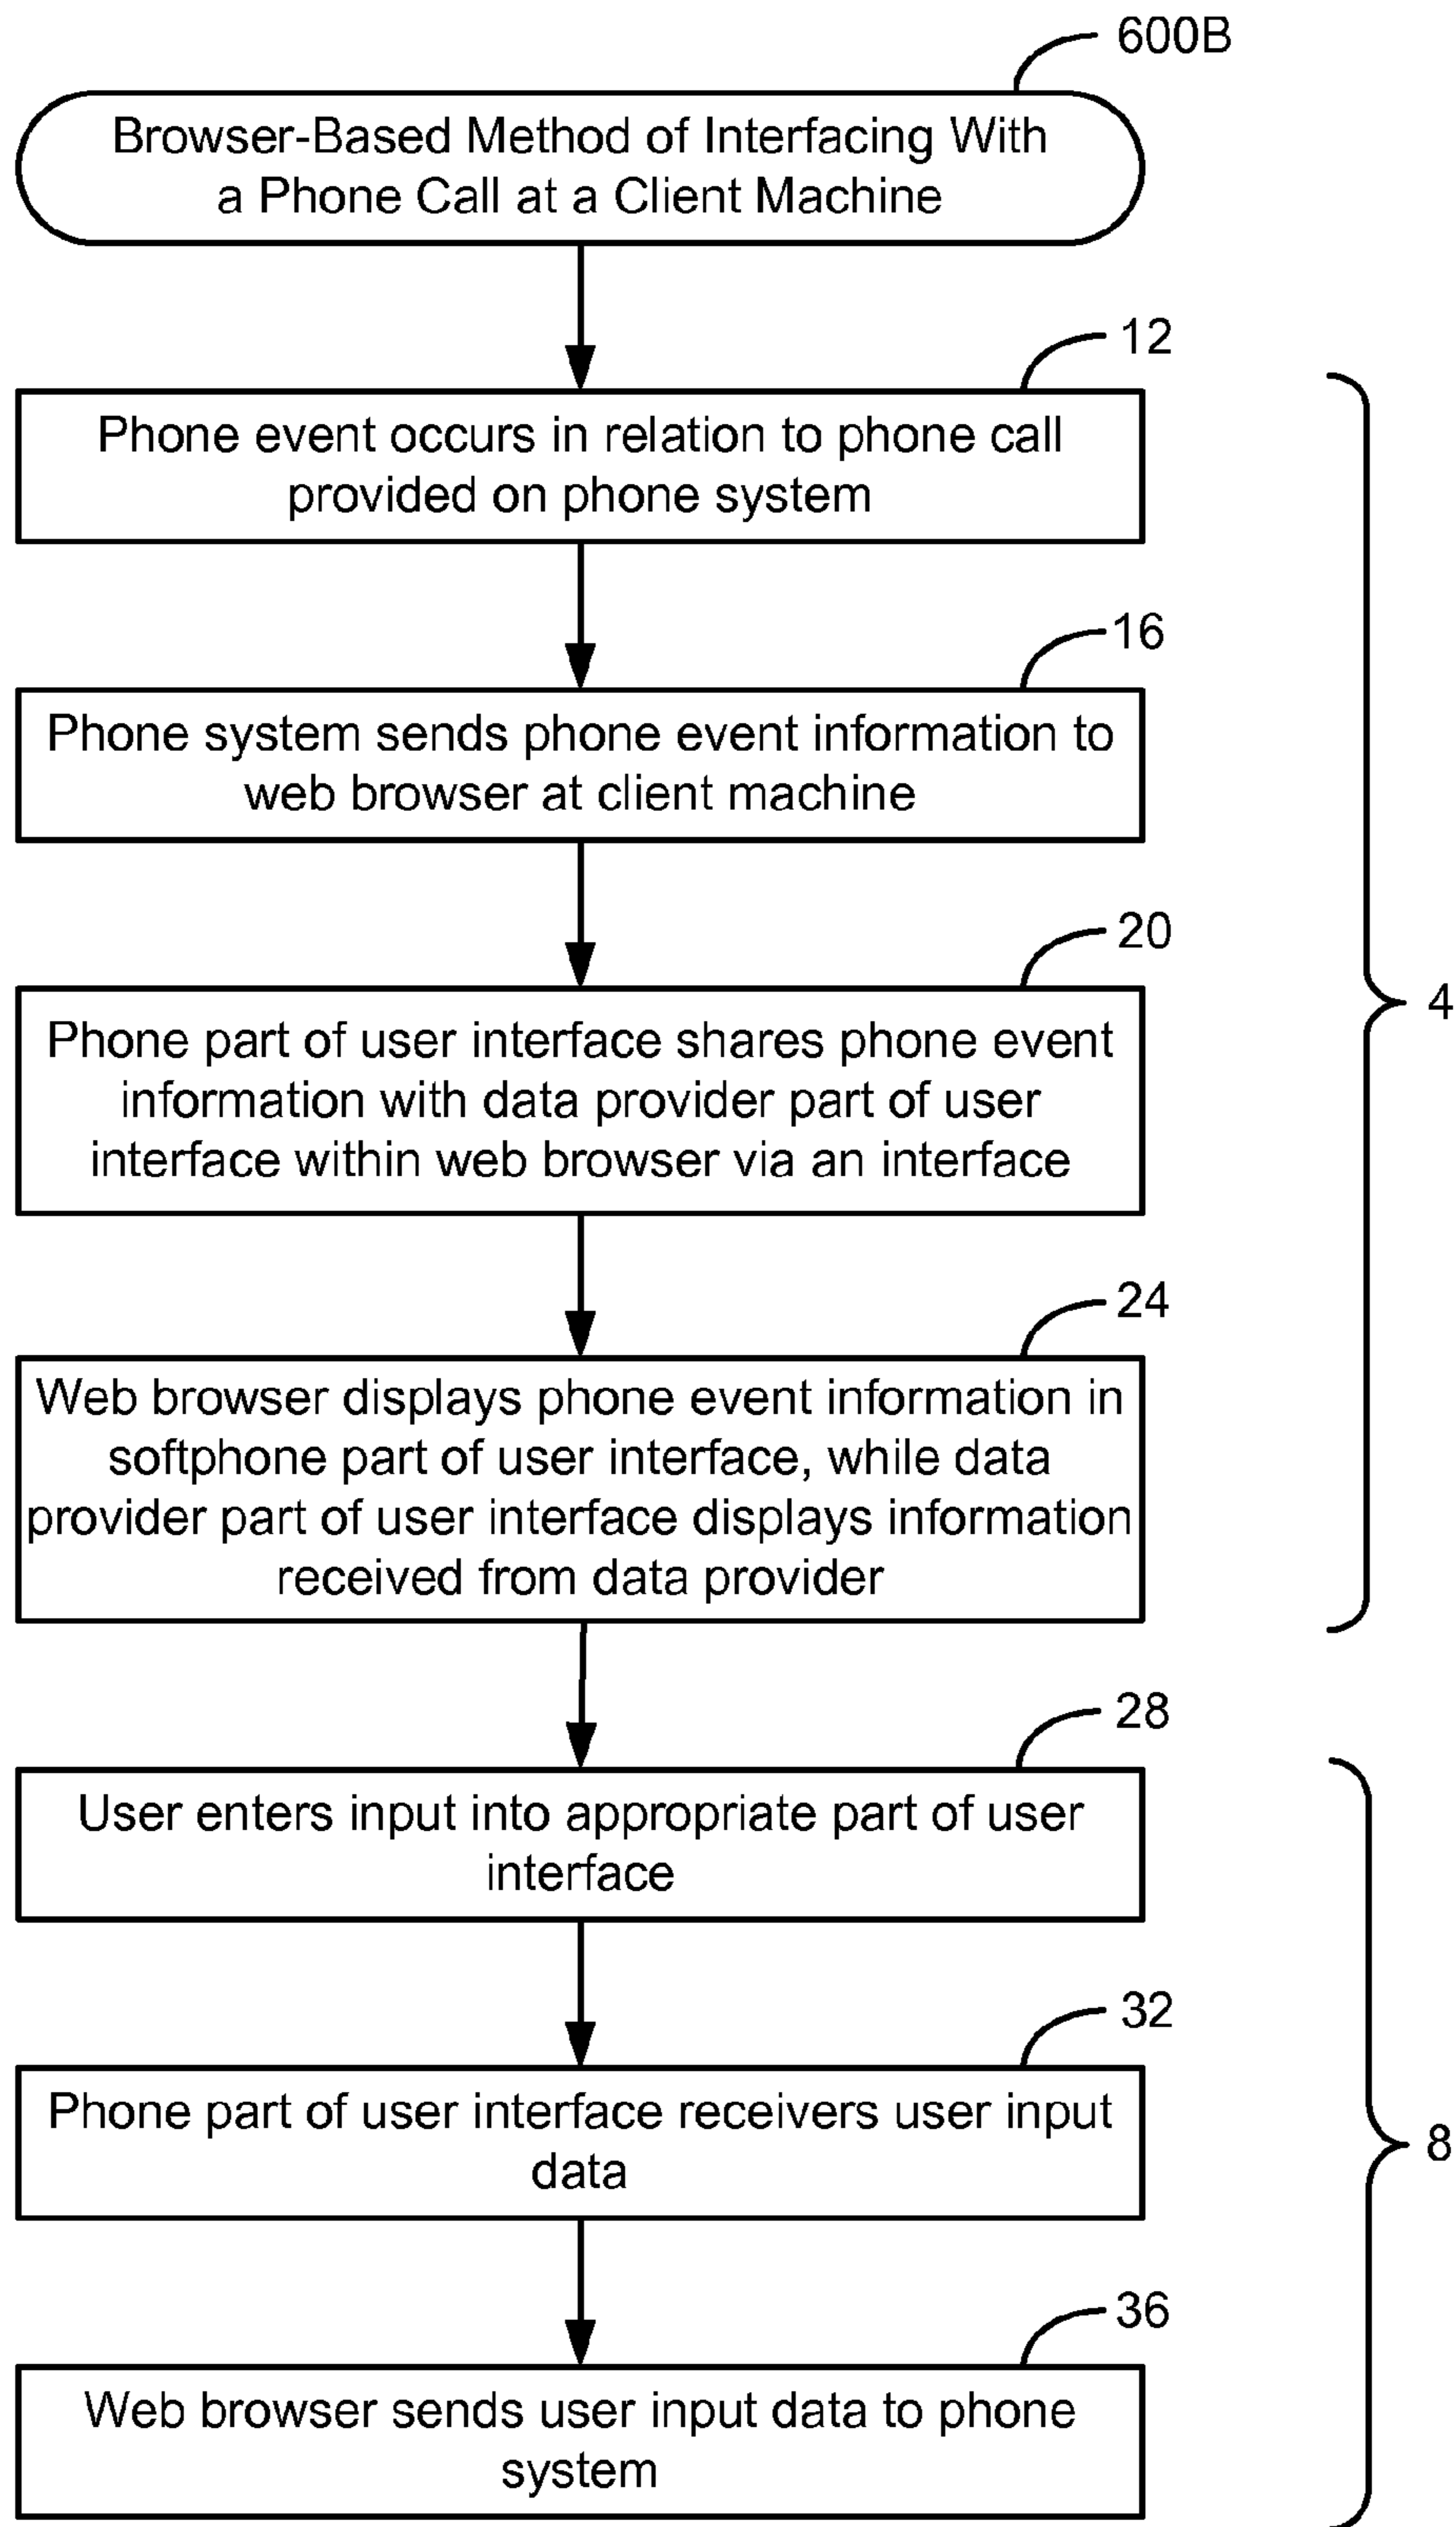 600B
Browser-Based Method of Interfacing With
a Phone Call at a Client Machine
12
Phone event occurs in relation to phone call
provided on phone system
16
Phone system sends phone event information to
web browser at client machine
20
Phone part of user interface shares phone event
information with data provider part of user
interface within web browser via an interface
4
24
Web browser displays phone event information in
softphone part of user interface, while data
provider part of user interface displays information
received from data provider
28
User enters input into appropriate part of user
interface
32
Phone part of user interface receivers user input
data
8
36
Web browser sends user input data to phone
system